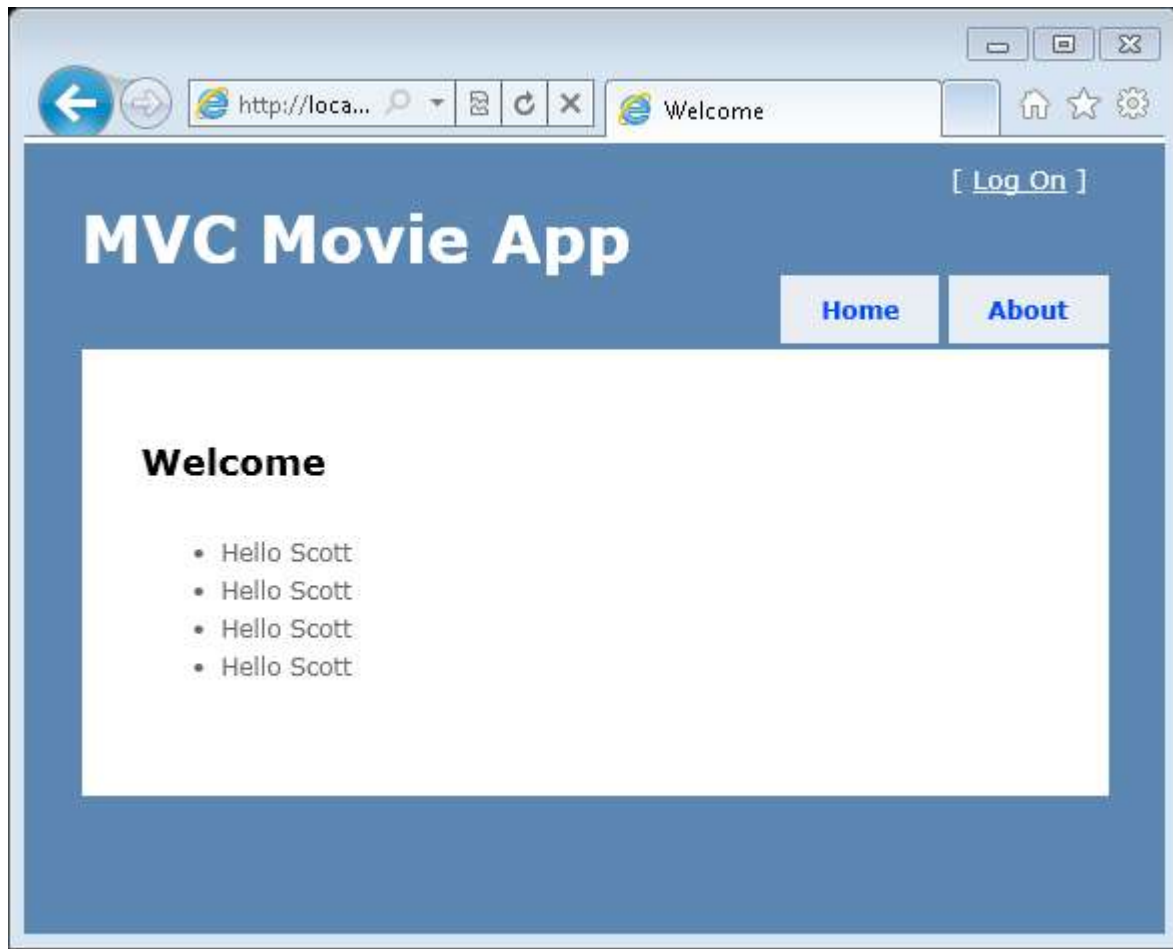 http://loca...
Welcome
[ Log On ]
MVC Movie App
Home
About
Welcome
• Hello Scott
• Hello Scott
• Hello Scott
• Hello Scott